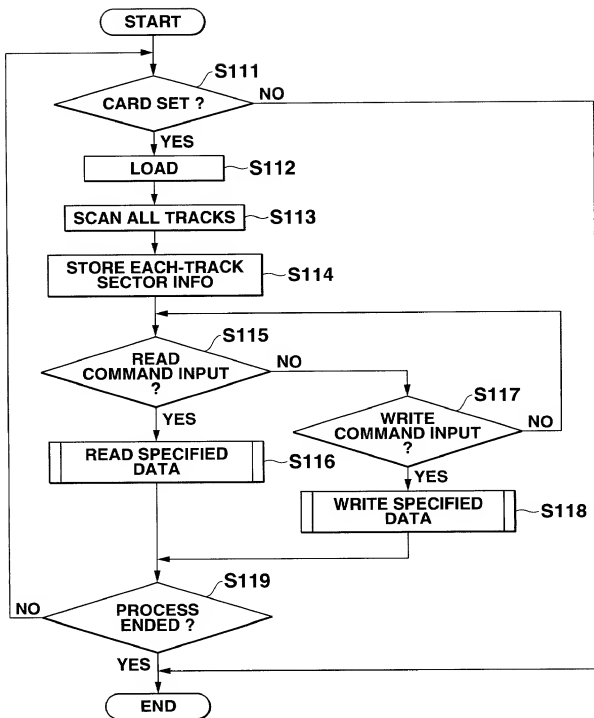 START
S111
CARD SET ?
NO
YES
LOAD
S112
SCAN ALL TRACKS
S113
STORE EACH-TRACK
SECTOR INFO
S114
S115
READ
COMMAND INPUT
?
NO
YES
S117
WRITE
COMMAND INPUT
?
NO
YES
READ SPECIFIED
DATA
S116
WRITE SPECIFIED
DATA
S118
S119
PROCESS
ENDED ?
NO
YES
END